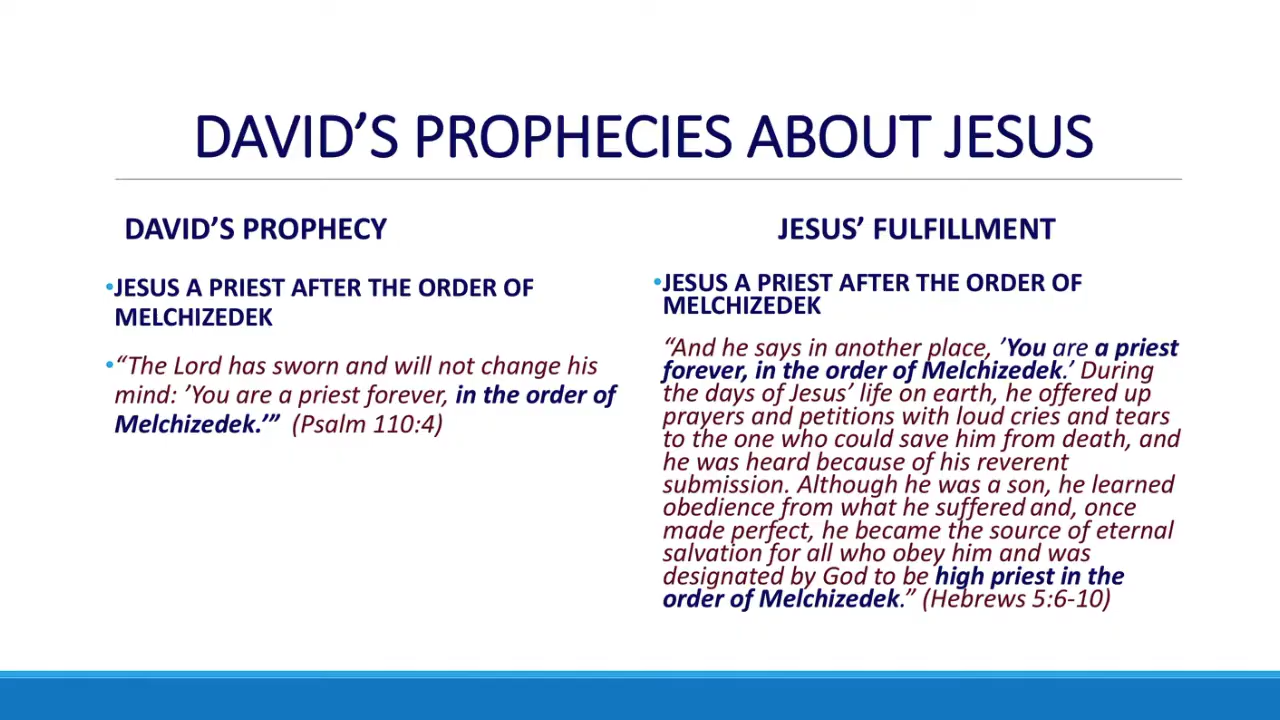 DAVID’S PROPHECIES ABOUT JESUS
DAVID’S PROPHECY
•JESUS A PRIEST AFTER THE ORDER OF
MELCHIZEDEK
•“The Lord has sworn and will not change his
mind: ’You are a priest forever, in the order of
Melchizedek.’” (Psalm 110:4)
JESUS’ FULFILLMENT
•JESUS A PRIEST AFTER THE ORDER OF
MELCHIZEDEK
“And he says in another place, ’You are a priest
forever, in the order of Melchizedek.’ During
the days of Jesus’ life on earth, he offered up
prayers and petitions with loud cries and tears
to the one who could save him from death, and
he was heard because of his reverent
submission. Although he was a son, he learned
obedience from what he suffered and, once
made perfect, he became the source of eternal
salvation for all who obey him and was
designated by God to be high priest in the
order of Melchizedek.” (Hebrews 5:6-10)